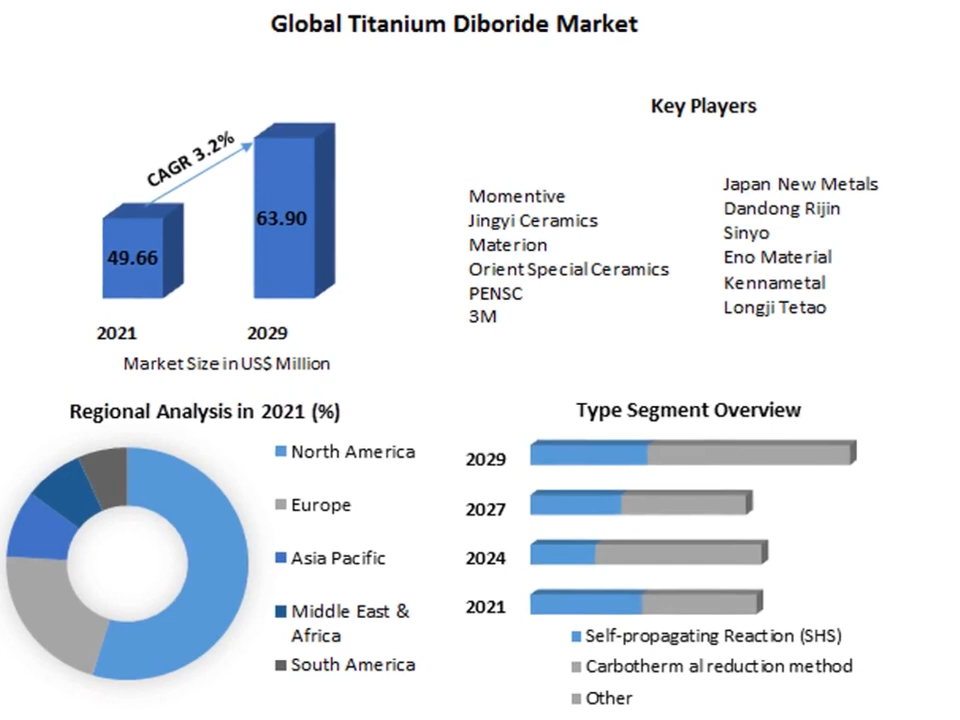 Global Titanium Diboride Market
CAGR 3.2%
49.66
63.90
2021
2029
Market Size in US$ Million
Key Players
Momentive
Jingyi Ceramics
Materion
Orient Special Ceramics
PENSC
3M
Japan New Metals
Dandong Rijin
Sinyo
Eno Material
Kennametal
Longji Tetao
Regional Analysis in 2021 (%)
North America
Europe
Asia Pacific
Middle East &
Africa
South America
Type Segment Overview
2029
2027
2024
2021
Self-propagating Reaction (SHS)
Carbotherm al reduction method
Other